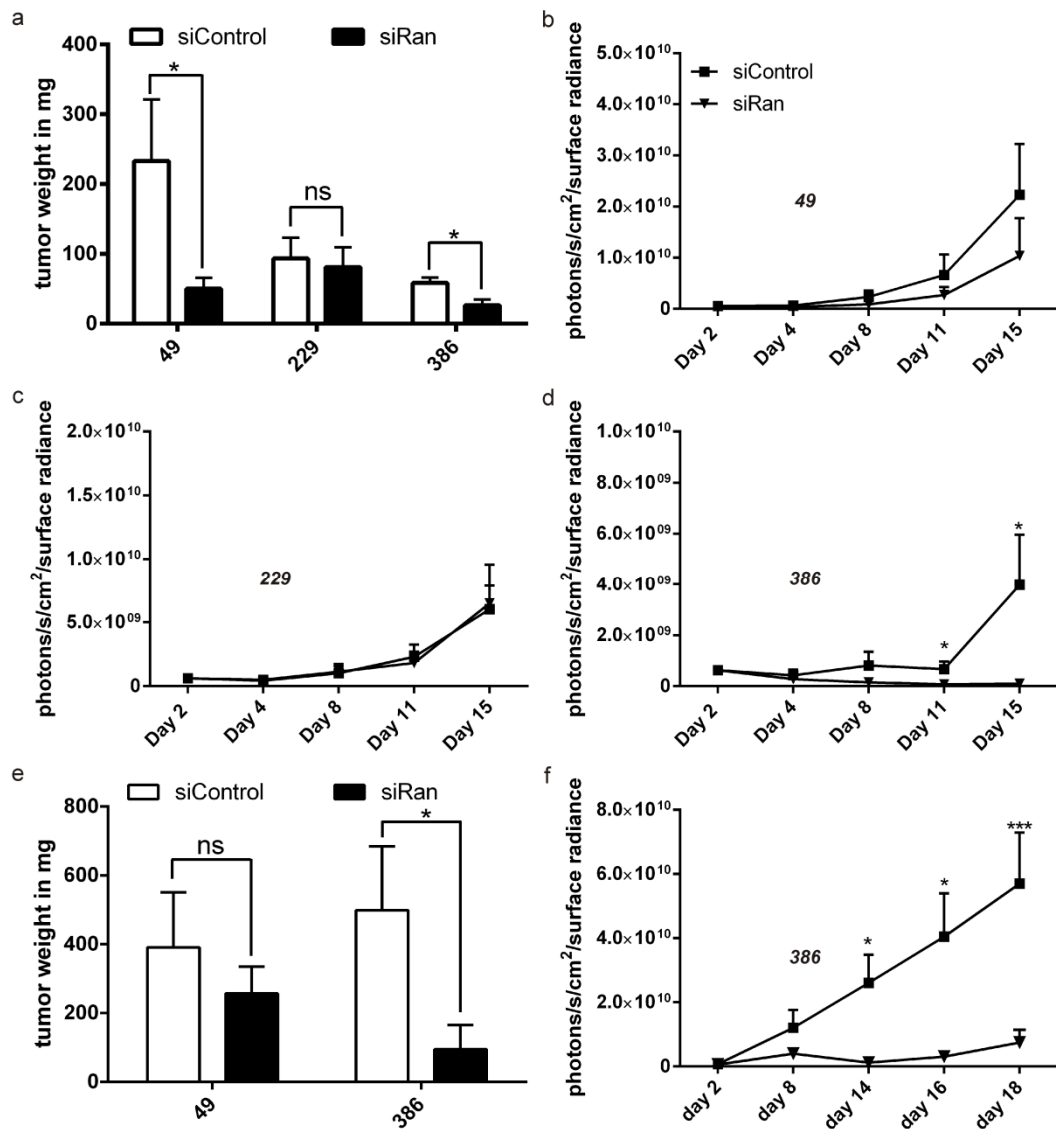 a
siControl siRan
400
300
200
100
0
tumor weight in mg
* ns *
49 229 386
b
5.0×10¹⁰
4.0×10¹⁰
3.0×10¹⁰
2.0×10¹⁰
1.0×10¹⁰
0
photons/s/cm²/surface radiance
siControl
siRan
49
Day 2 Day 4 Day 8 Day 11 Day 15
c
2.0×10¹⁰
1.5×10¹⁰
1.0×10¹⁰
5.0×10⁰⁹
0
photons/s/cm²/surface radiance
229
Day 2 Day 4 Day 8 Day 11 Day 15
d
1.0×10¹⁰
8.0×10⁰⁹
6.0×10⁰⁹
4.0×10⁰⁹
2.0×10⁰⁹
0
photons/s/cm²/surface radiance
386
* *
Day 2 Day 4 Day 8 Day 11 Day 15
e
siControl siRan
800
600
400
200
0
tumor weight in mg
ns *
49 386
f
8.0×10¹⁰
6.0×10¹⁰
4.0×10¹⁰
2.0×10¹⁰
0
photons/s/cm²/surface radiance
386
* * ***
day 2 day 8 day 14 day 16 day 18